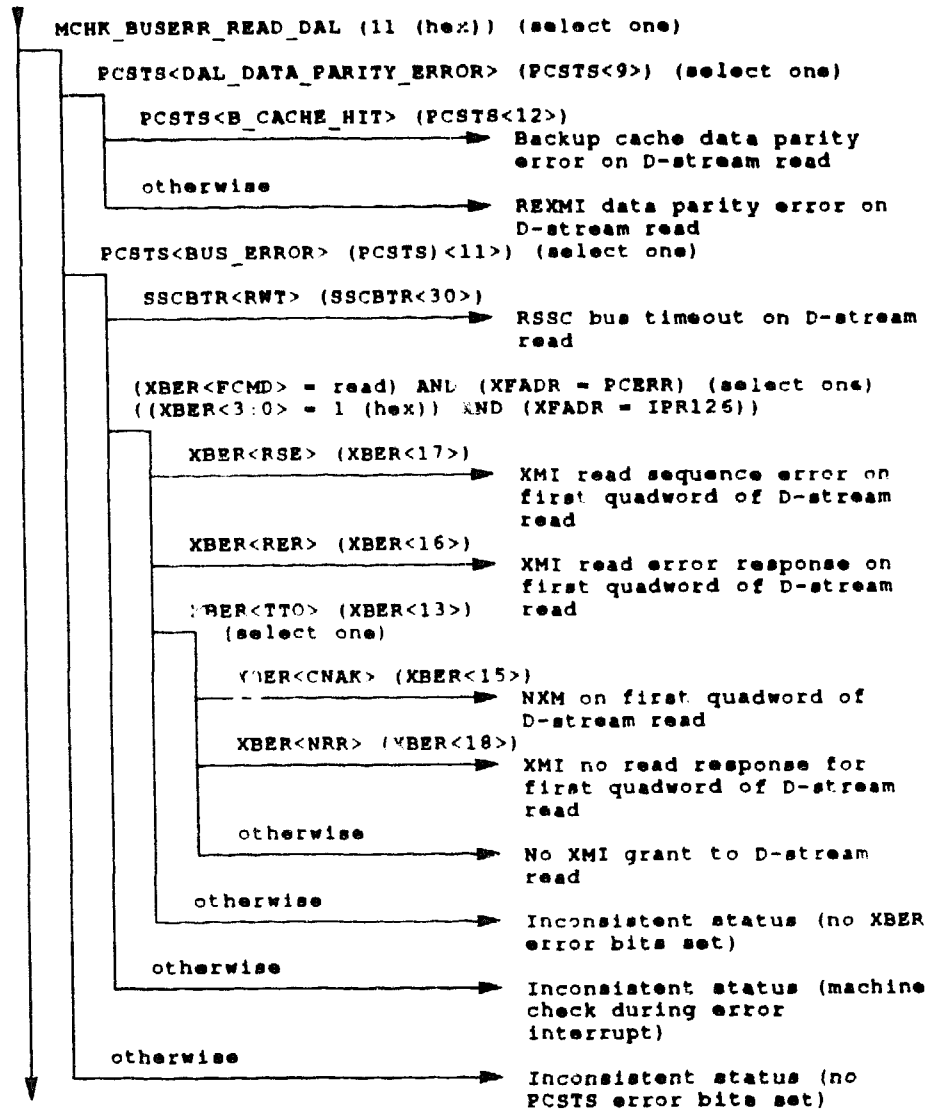 MCHK_BUSERR_READ_DAL (11 (hex)) (select one)
PCSTS<DAL_DATA_PARITY_ERROR> (PCSTS<9>) (select one)
PCSTS<B_CACHE_HIT> (PCSTS<12>)
Backup cache data parity
error on D-stream read
otherwise
REXMI data parity error on
D-stream read
PCSTS<BUS_ERROR> (PCSTS)<11>) (select one)
SSCBTR<RWT> (SSCBTR<30>)
RSSC bus timeout on D-stream
read
(XBER<FCMD> = read) AND (XFADR = PCERR) (select one)
((XBER<3:0> = 1 (hex)) AND (XFADR = IPR126))
XBER<RSE> (XBER<17>)
XMI read sequence error on
first quadword of D-stream
read
XBER<RER> (XBER<16>)
XMI read error response on
first quadword of D-stream
read
XBER<TTO> (XBER<13>)
(select one)
XBER<CNAK> (XBER<15>)
NXM on first quadword of
D-stream read
XBER<NRR> (XBER<18>)
XMI no read response for
first quadword of D-stream
read
otherwise
No XMI grant to D-stream
read
otherwise
Inconsistent status (no XBER
error bits set)
otherwise
Inconsistent status (machine
check during error
interrupt)
otherwise
Inconsistent status (no
PCSTS error bits set)